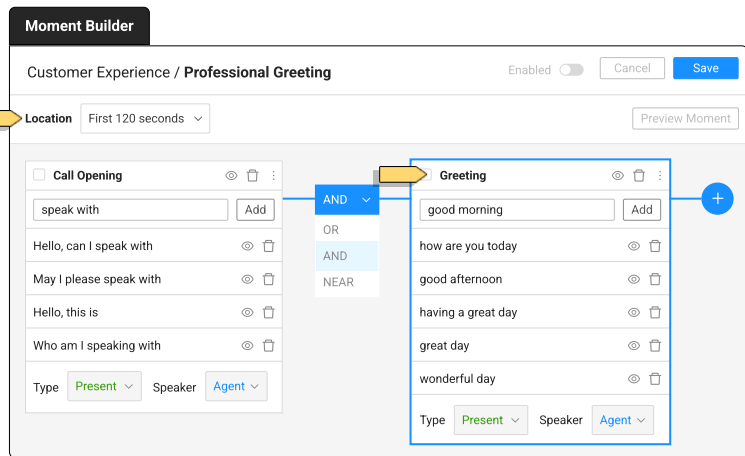 Moment Builder
Customer Experience / Professional Greeting
Enabled
Cancel
Save
Location
First 120 seconds
Preview Moment
Call Opening
speak with
Add
Hello, can I speak with
May I please speak with
Hello, this is
Who am I speaking with
Type
Present
Speaker
Agent
AND
OR
AND
NEAR
Greeting
good morning
Add
how are you today
good afternoon
having a great day
great day
wonderful day
Type
Present
Speaker
Agent